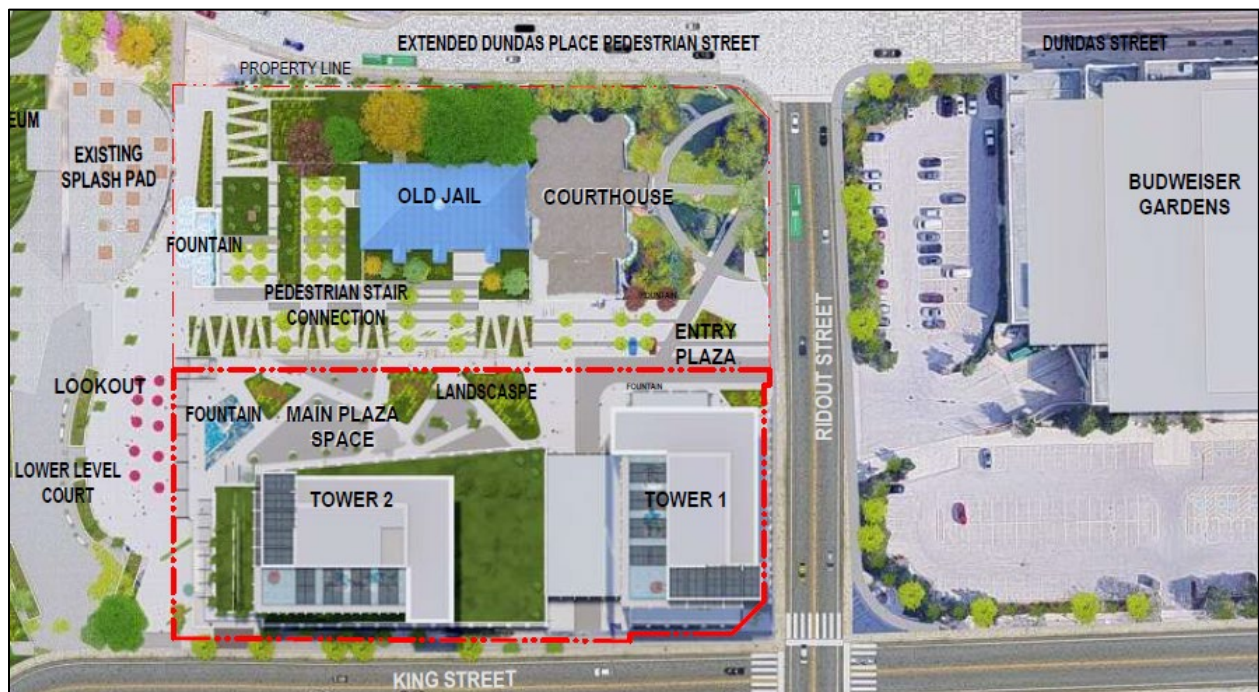 EXTENDED DUNDAS PLACE PEDESTRIAN STREET
DUNDAS STREET
PROPERTY LINE
EUM
EXISTING
SPLASH PAD
OLD JAIL
COURTHOUSE
BUDWEISER
GARDENS
FOUNTAIN
PEDESTRIAN STAIR
CONNECTION
FOUNTAIN
ENTRY
PLAZA
RIDOUT STREET
LOOKOUT
FOUNTAIN
MAIN PLAZA
SPACE
LANDSCASPE
FOUNTAIN
LOWER LEVEL
COURT
TOWER 2
TOWER 1
KING STREET